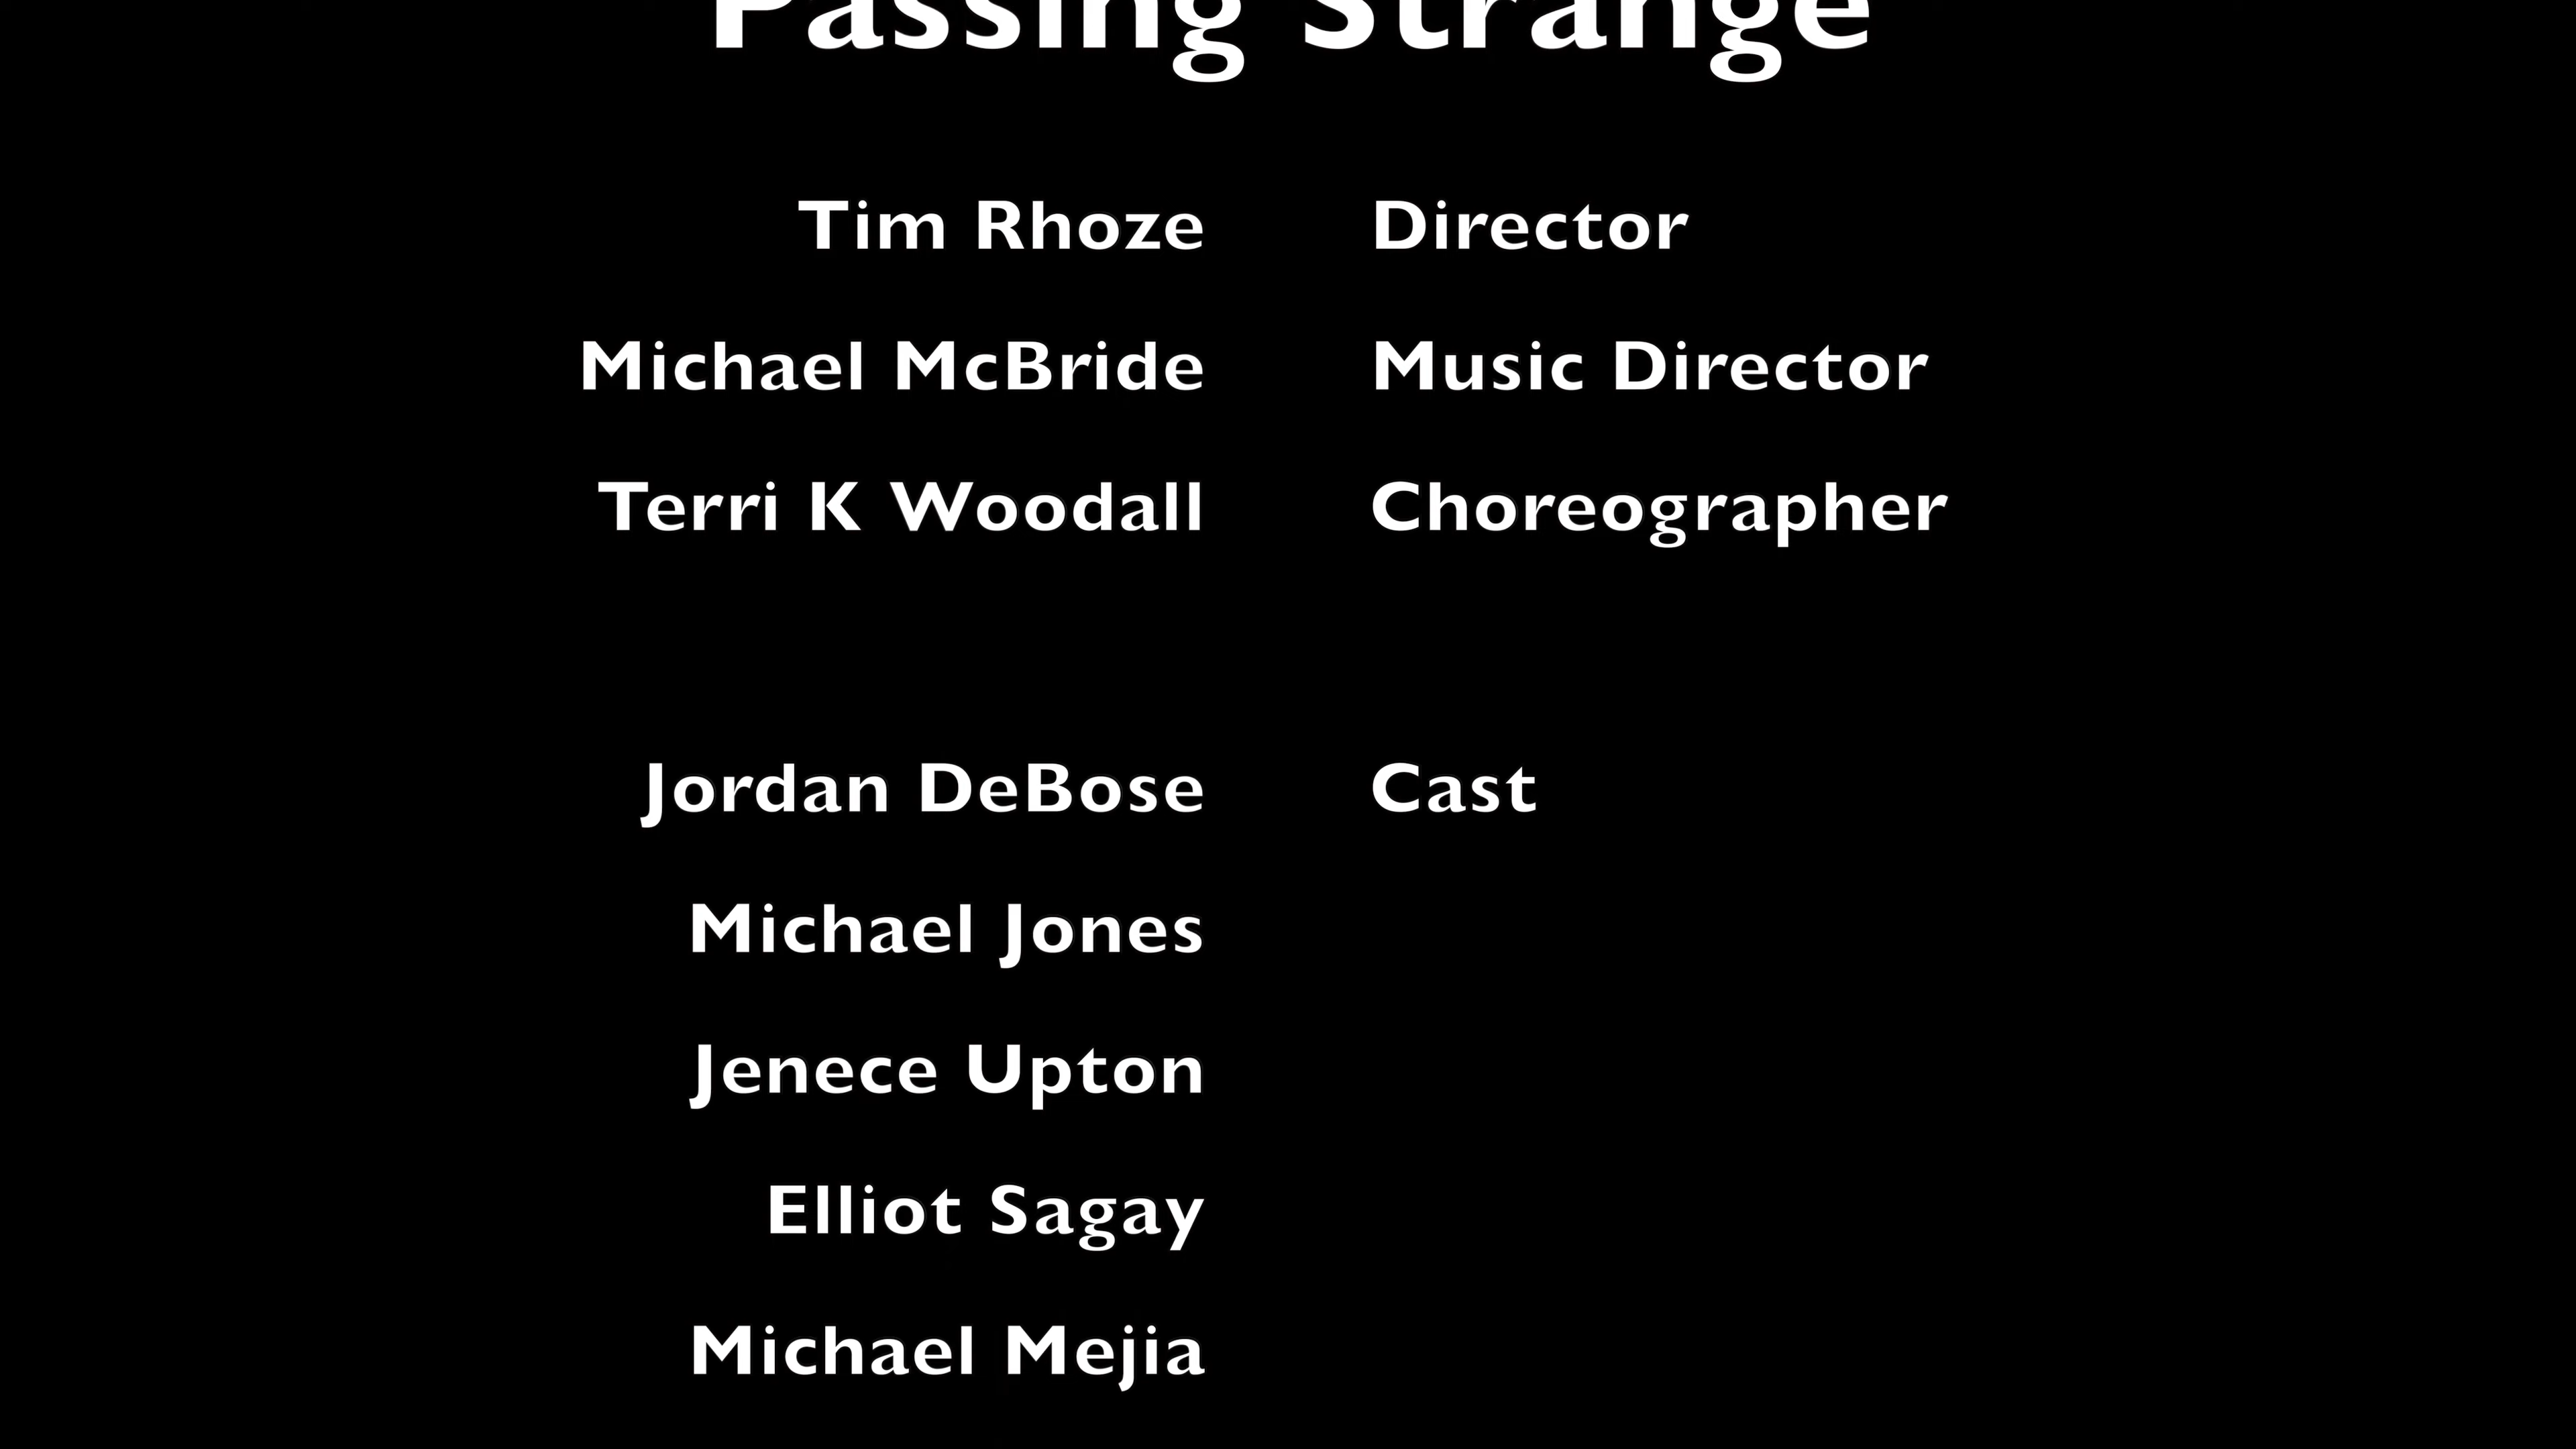 Passing Strange
Tim Rhoze Director
Michael McBride Music Director
Terri K Woodall Choreographer
Jordan DeBose Cast
Michael Jones
Jenece Upton
Elliot Sagay
Michael Mejia